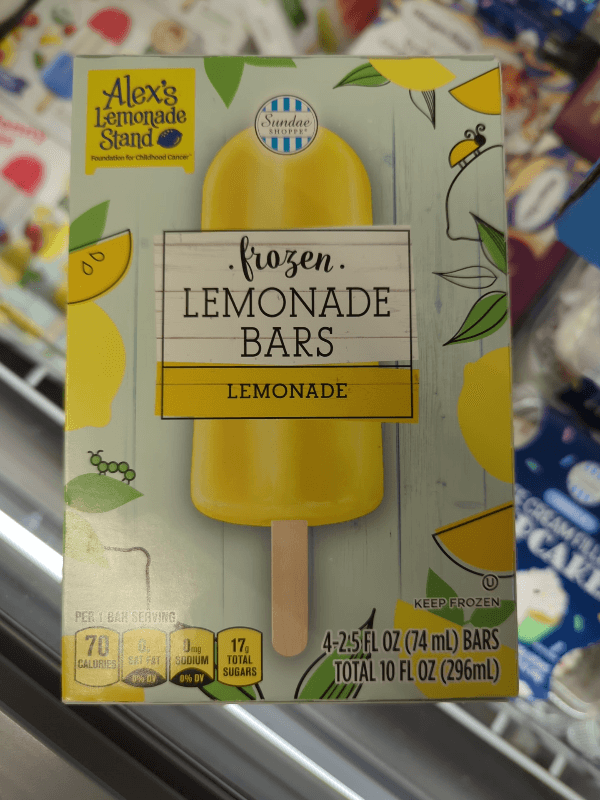 Alex's
Lemonade
Stand
Foundation for Childhood Cancer
Sundae
SHOPPE
frozen.
LEMONADE
BARS
LEMONADE
U
KEEP FROZEN
PER 1 BAR SERVING
70
CALORIES
0g
SAT FAT
0% DV
0mg
SODIUM
0% DV
17g
TOTAL
SUGARS
4-2.5 FL OZ (74 mL) BARS
TOTAL 10 FL OZ (296mL)
CREAM
CAKE